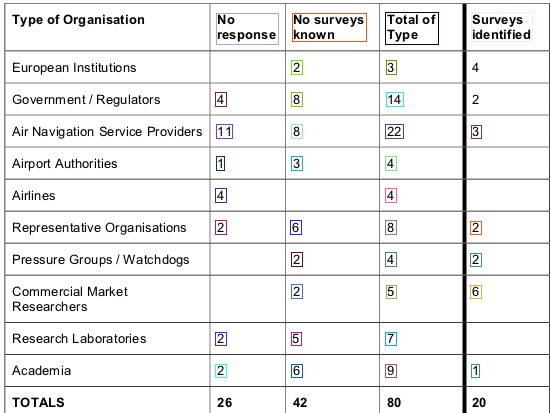 Type of Organisation No response No surveys known Total of Type Surveys identified
European Institutions 2 3 4
Government / Regulators 4 8 14 2
Air Navigation Service Providers 11 8 22 3
Airport Authorities 1 3 4
Airlines 4 4
Representative Organisations 2 6 8 2
Pressure Groups / Watchdogs 2 4 2
Commercial Market Researchers 2 5 6
Research Laboratories 2 5 7
Academia 2 6 9 1
TOTALS 26 42 80 20